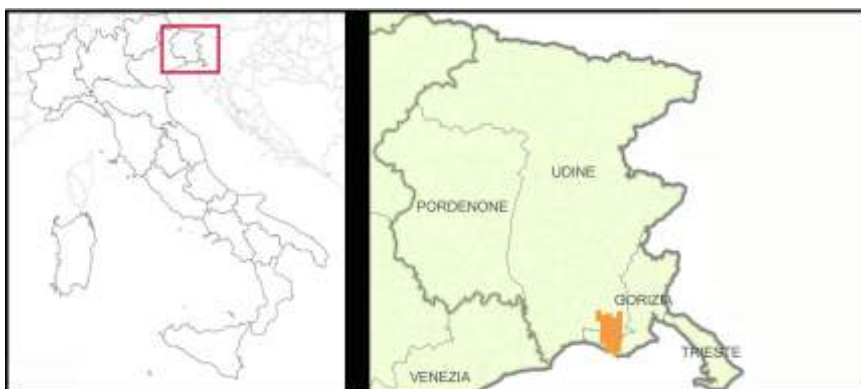 UDINE
PORDENONE
GORIZIA
TRIESTE
VENEZIA